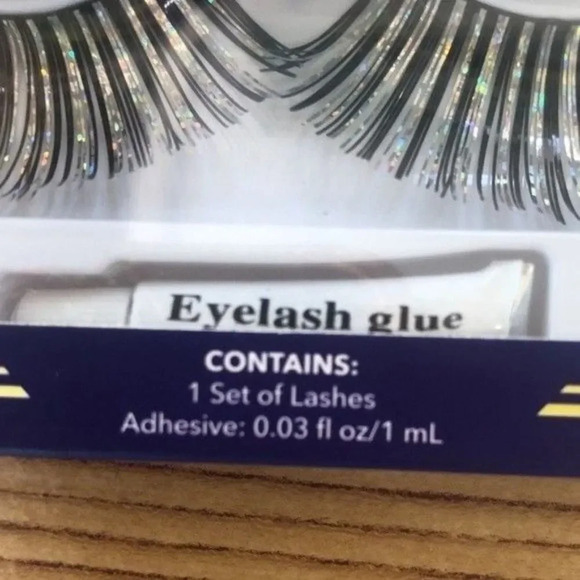 Eyelash glue
CONTAINS:
1 Set of Lashes
Adhesive: 0.03 fl oz/1 mL